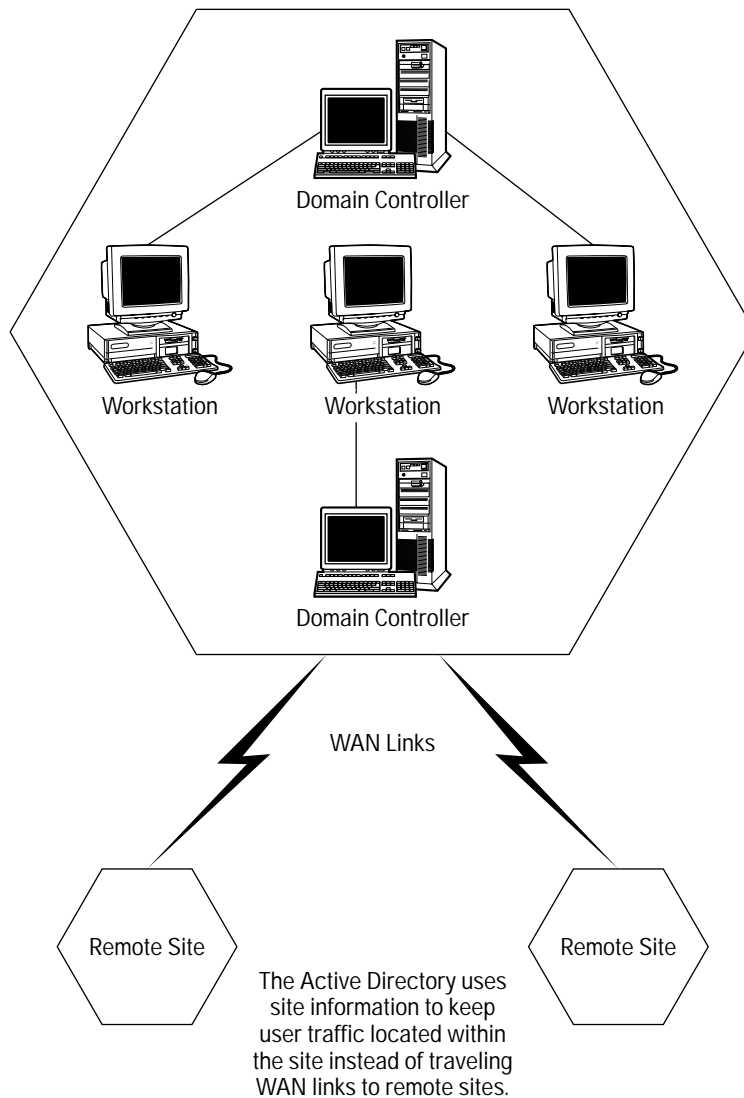 Domain Controller
Workstation
Workstation
Workstation
Domain Controller
WAN Links
Remote Site
Remote Site
The Active Directory uses
site information to keep
user traffic located within
the site instead of traveling
WAN links to remote sites.